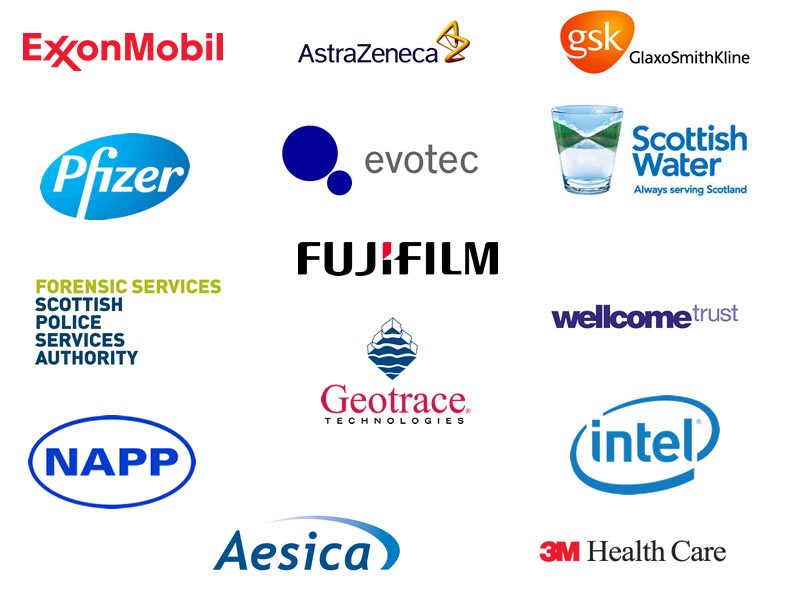 ExxonMobil
AstraZeneca
gsk
GlaxoSmithKline
Pfizer
evotec
Scottish
Water
Always serving Scotland
FUJIFILM
FORENSIC SERVICES
SCOTTISH
POLICE
SERVICES
AUTHORITY
wellcometrust
Geotrace®
TECHNOLOGIES
NAPP
intel®
Aesica
3M Health Care